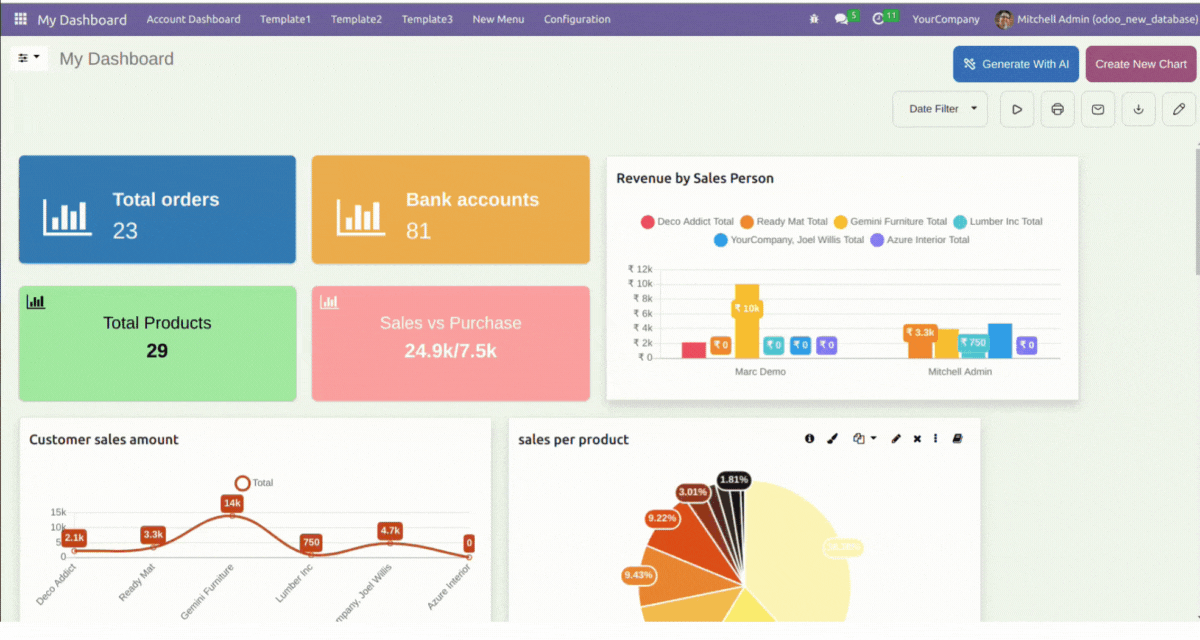 My Dashboard Account Dashboard Template1 Template2 Template3 New Menu Configuration 5 11 YourCompany Mitchell Admin (odoo_new_database)
My Dashboard
Generate With AI Create New Chart
Date Filter
Total orders
23
Bank accounts
81
Total Products
29
Sales vs Purchase
24.9k/7.5k
Revenue by Sales Person
Deco Addict Total Ready Mat Total Gemini Furniture Total Lumber Inc Total
YourCompany, Joel Willis Total Azure Interior Total
₹ 12k
₹ 10k
₹ 8k
₹ 6k
₹ 4k
₹ 2k
₹ 0
₹ 0 ₹ 10k ₹ 0 ₹ 0 ₹ 0 ₹ 3.3k ₹ 750 ₹ 0
Marc Demo Mitchell Admin
Customer sales amount
Total
15k
10k
5
0
2.1k 3.3k 14k 750 4.7k 0
Deco Addict Ready Mat Gemini Furniture Lumber Inc mpany, Joel Willis Azure Interior
sales per product
1.81%
3.01%
9.22%
9.43%